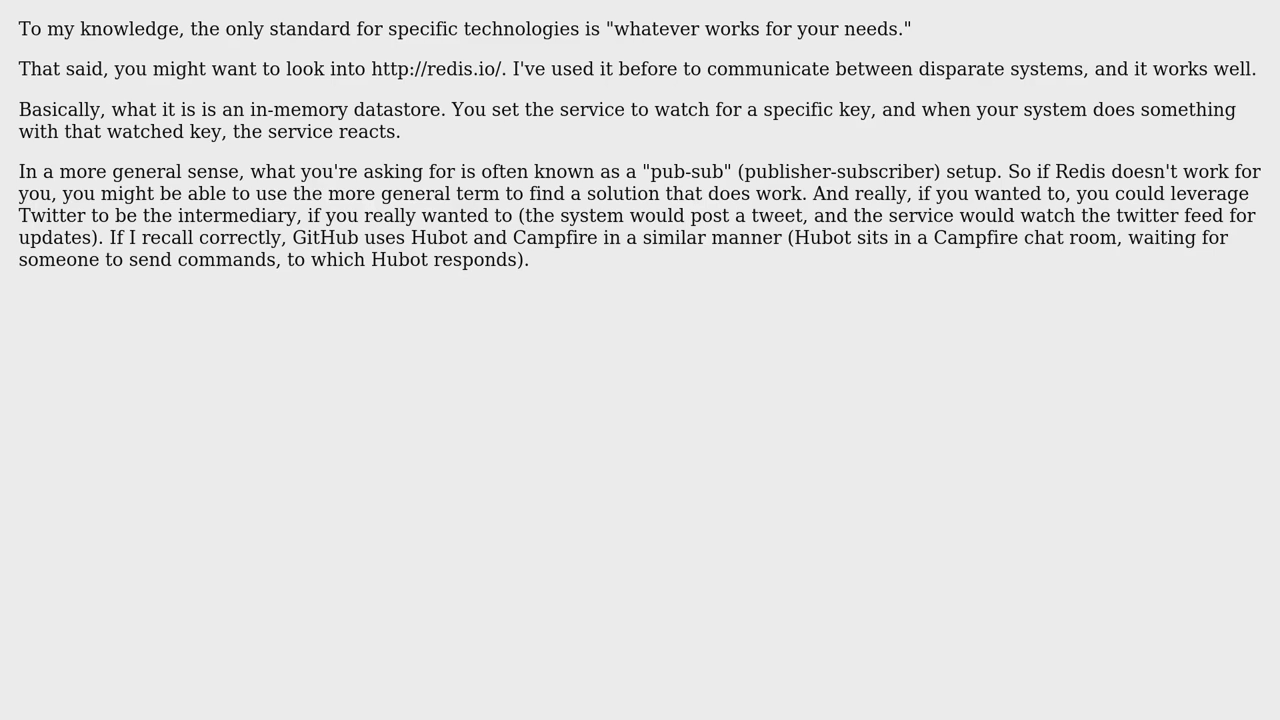 To my knowledge, the only standard for specific technologies is "whatever works for your needs."
That said, you might want to look into http://redis.io/. I've used it before to communicate between disparate systems, and it works well.
Basically, what it is is an in-memory datastore. You set the service to watch for a specific key, and when your system does something
with that watched key, the service reacts.
In a more general sense, what you're asking for is often known as a "pub-sub" (publisher-subscriber) setup. So if Redis doesn't work for
you, you might be able to use the more general term to find a solution that does work. And really, if you wanted to, you could leverage
Twitter to be the intermediary, if you really wanted to (the system would post a tweet, and the service would watch the twitter feed for
updates). If I recall correctly, GitHub uses Hubot and Campfire in a similar manner (Hubot sits in a Campfire chat room, waiting for
someone to send commands, to which Hubot responds).